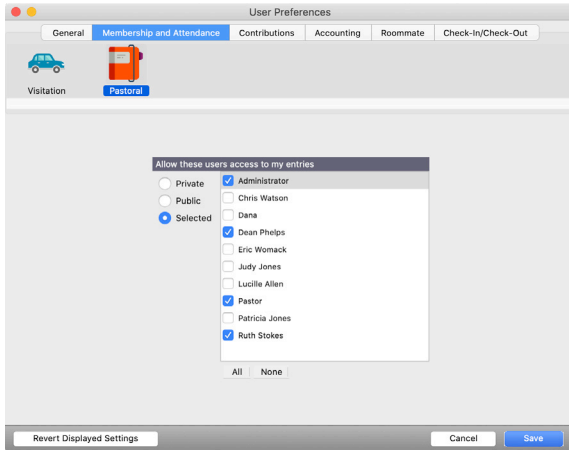 User Preferences
General Membership and Attendance Contributions Accounting Roommate Check-In/Check-Out
Visitation Pastoral
Allow these users access to my entries
Private
Public
Selected
Administrator
Chris Watson
Dana
Dean Phelps
Eric Womack
Judy Jones
Lucille Allen
Pastor
Patricia Jones
Ruth Stokes
All None
Revert Displayed Settings Cancel Save